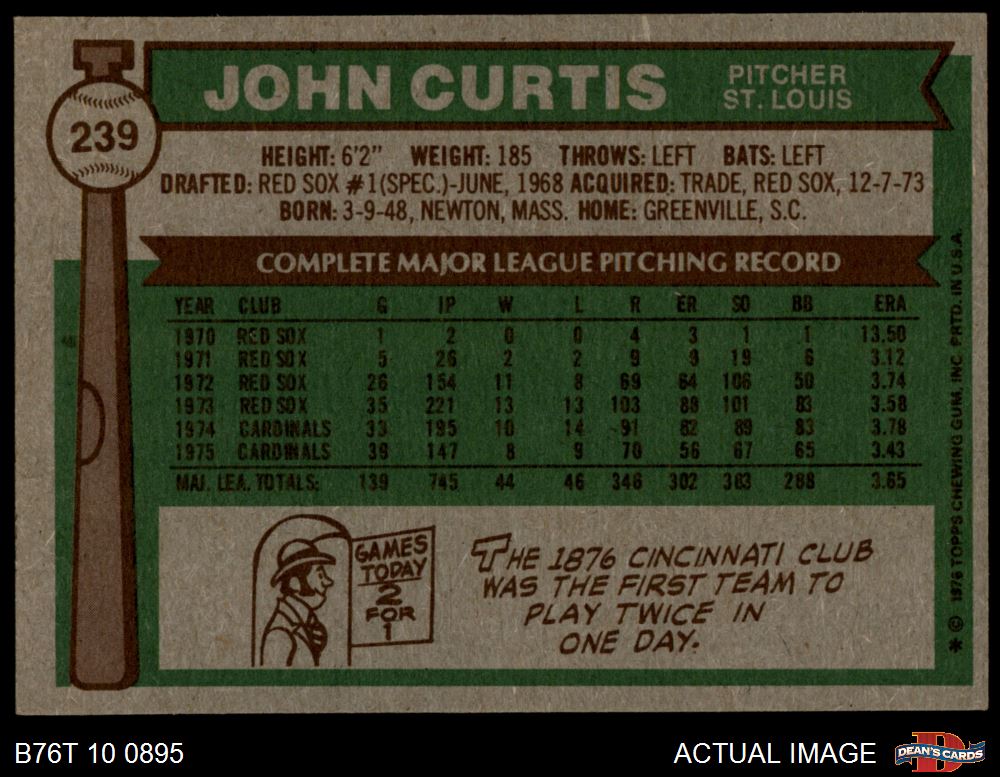 JOHN CURTIS
PITCHER
ST. LOUIS
239
HEIGHT: 6'2" WEIGHT: 185 THROWS: LEFT BATS: LEFT
DRAFTED: RED SOX #1(SPEC.)-JUNE, 1968 ACQUIRED: TRADE, RED SOX, 12-7-73
BORN: 3-9-48, NEWTON, MASS. HOME: GREENVILLE, S.C.
COMPLETE MAJOR LEAGUE PITCHING RECORD
YEAR CLUB G IP W L R ER SO BB ERA
1970 RED SOX 1 2 0 0 4 3 1 1 13.50
1971 RED SOX 5 26 2 2 9 9 19 6 3.12
1972 RED SOX 26 154 11 8 69 64 106 50 3.74
1973 RED SOX 35 221 13 13 103 88 101 83 3.58
1974 CARDINALS 33 195 10 14 91 82 89 83 3.78
1975 CARDINALS 39 147 8 9 70 56 67 65 3.43
MAJ. LEA. TOTALS: 139 745 44 46 346 302 383 288 3.65
GAMES
TODAY
2
FOR
1
THE 1876 CINCINNATI CLUB
WAS THE FIRST TEAM TO
PLAY TWICE IN
ONE DAY.
* © 1976 TOPPS CHEWING GUM, INC. PRTD. IN U.S.A.
B76T 10 0895
ACTUAL IMAGE
DEAN'S CARDS